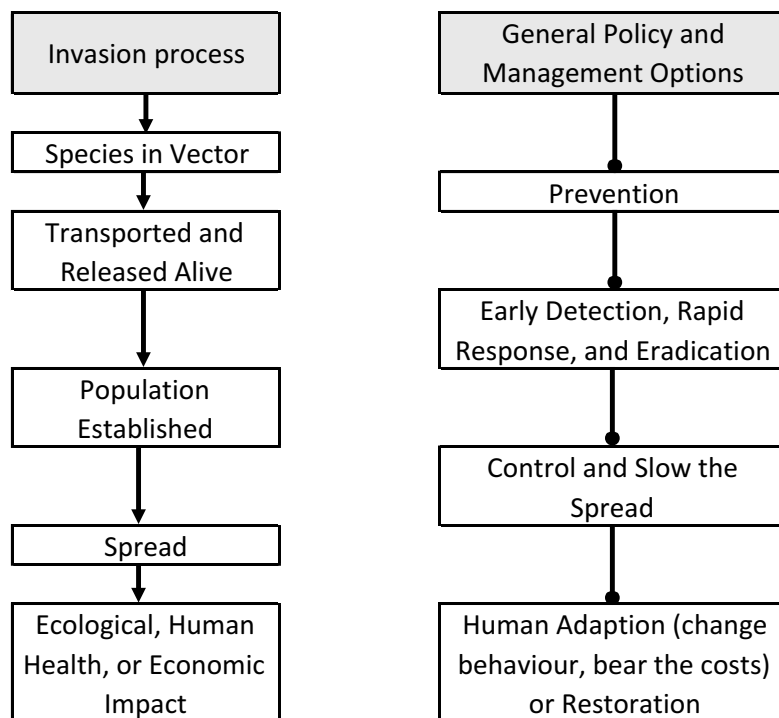 Invasion process
Species in Vector
Transported and
Released Alive
Population
Established
Spread
Ecological, Human
Health, or Economic
Impact
General Policy and
Management Options
Prevention
Early Detection, Rapid
Response, and Eradication
Control and Slow the
Spread
Human Adaption (change
behaviour, bear the costs)
or Restoration